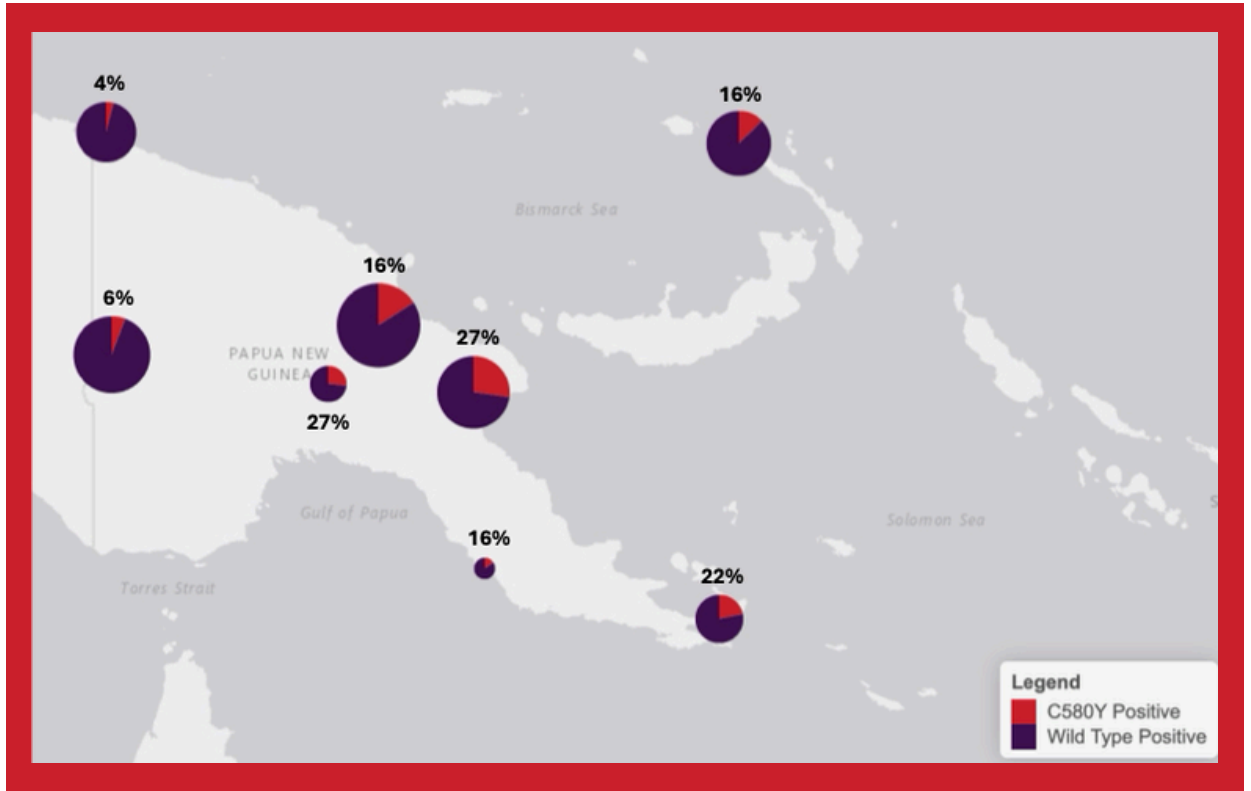 4%
16%
Bismarck Sea
16%
6%
27%
PAPUA NEW
GUINEA
27%
Gulf of Papua
Solomon Sea
16%
22%
Torres Strait
S
Legend
C580Y Positive
Wild Type Positive